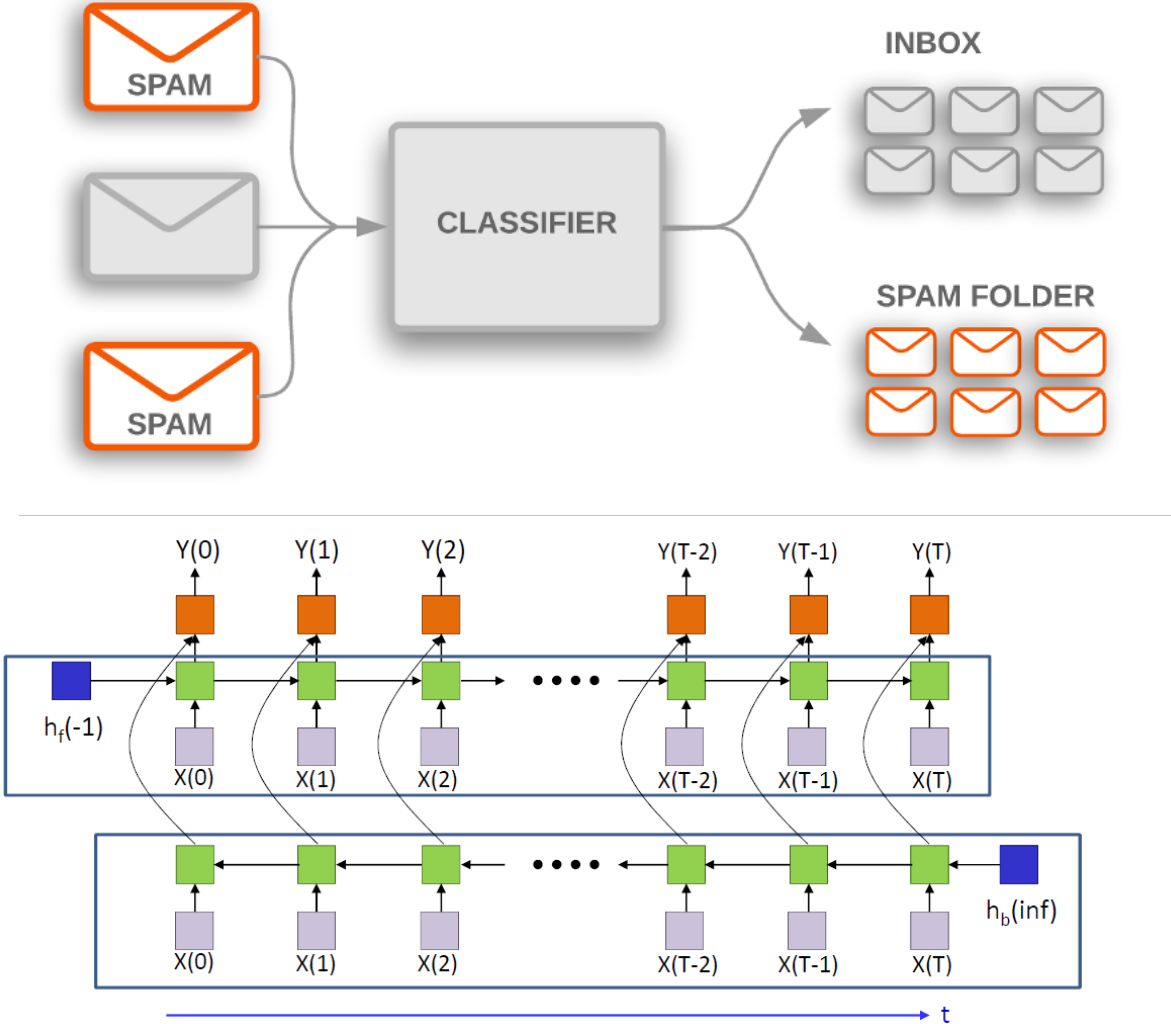 SPAM
SPAM
CLASSIFIER
INBOX
SPAM FOLDER
Y(0) Y(1) Y(2) Y(T-2) Y(T-1) Y(T)
h_f(-1)
X(0) X(1) X(2) X(T-2) X(T-1) X(T)
h_b(inf)
X(0) X(1) X(2) X(T-2) X(T-1) X(T)
t